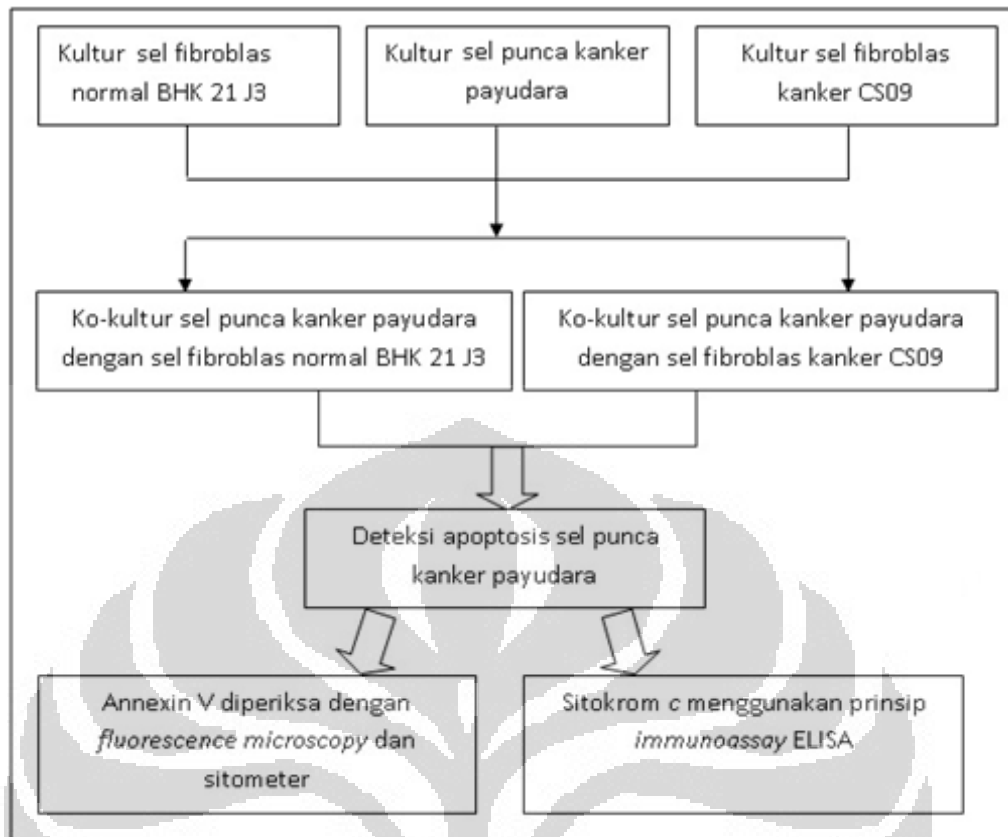 Kultur sel fibroblas
normal BHK 21 J3
Kultur sel punca kanker
payudara
Kultur sel fibroblas
kanker CS09
Ko-kultur sel punca kanker payudara
dengan sel fibroblas normal BHK 21 J3
Ko-kultur sel punca kanker payudara
dengan sel fibroblas kanker CS09
Deteksi apoptosis sel punca
kanker payudara
Annexin V diperiksa dengan
fluorescence microscopy dan
sitometer
Sitokrom c menggunakan prinsip
immunoassay ELISA